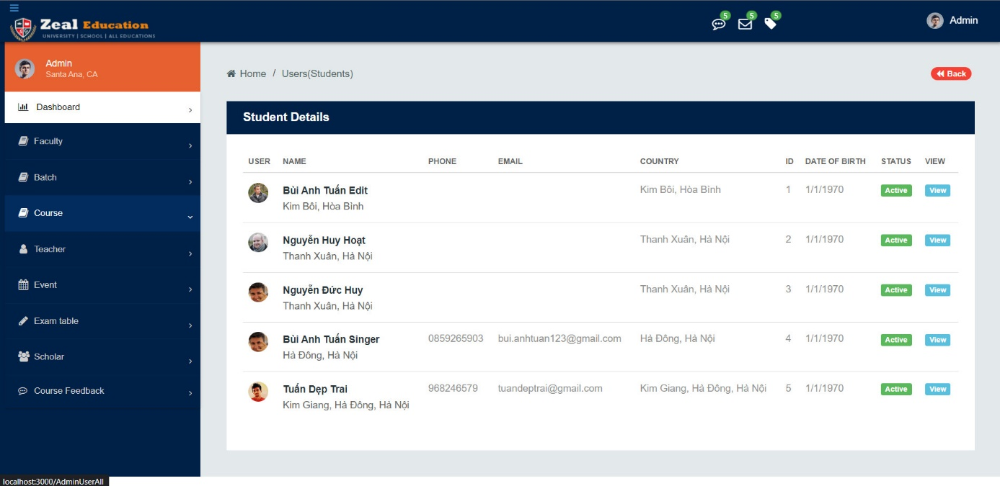 Zeal Education
UNIVERSITY | SCHOOL | ALL EDUCATIONS
5 5 5
Admin
Admin
Santa Ana, CA
Dashboard
Faculty
Batch
Course
Teacher
Event
Exam table
Scholar
Course Feedback
Home / Users(Students)
Back
Student Details
USER NAME PHONE EMAIL COUNTRY ID DATE OF BIRTH STATUS VIEW
Bùi Anh Tuấn Edit Kim Bôi, Hòa Bình 1 1/1/1970 Active View
Kim Bôi, Hòa Bình
Nguyễn Huy Hoạt Thanh Xuân, Hà Nội 2 1/1/1970 Active View
Thanh Xuân, Hà Nội
Nguyễn Đức Huy Thanh Xuân, Hà Nội 3 1/1/1970 Active View
Thanh Xuân, Hà Nội
Bùi Anh Tuấn Singer 0859265903 bui.anhtuan123@gmail.com Hà Đông, Hà Nội 4 1/1/1970 Active View
Hà Đông, Hà Nội
Tuấn Dẹp Trai 968246579 tuandeptrai@gmail.com Kim Giang, Hà Đông, Hà Nội 5 1/1/1970 Active View
Kim Giang, Hà Đông, Hà Nội
localhost:3000/AdminUserAll